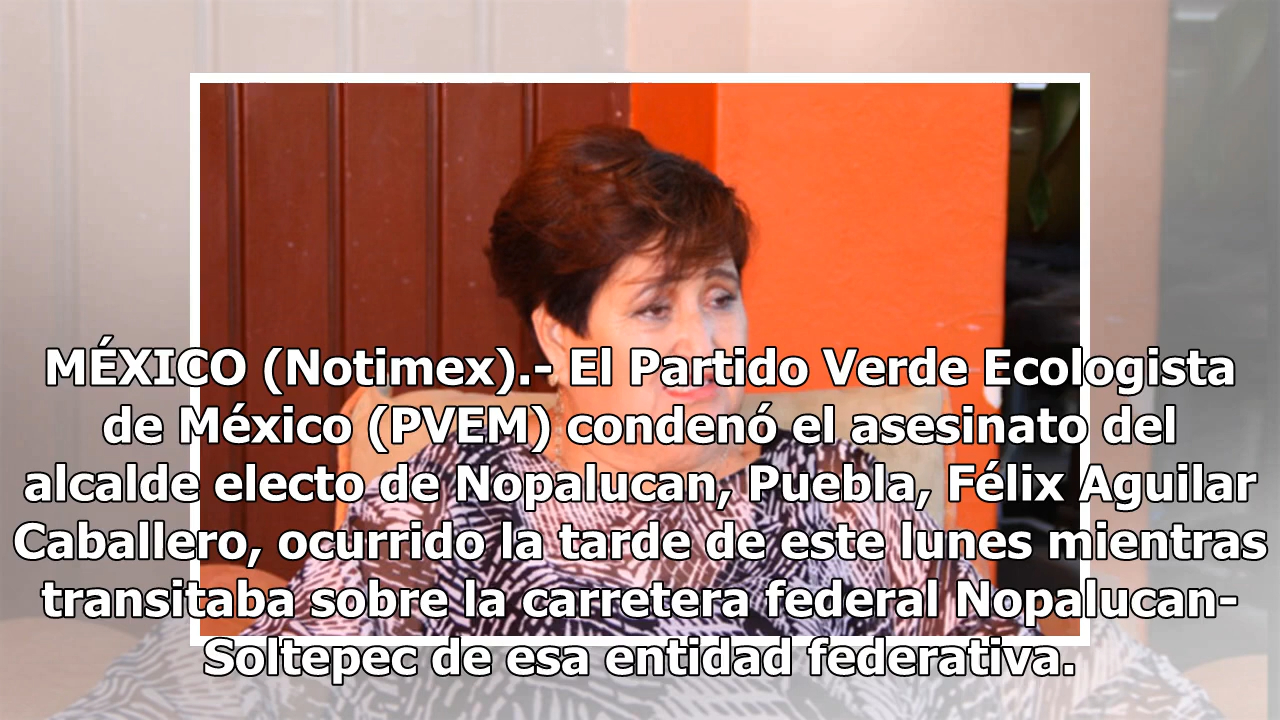 MÉXICO (Notimex).- El Partido Verde Ecologista
de México (PVEM) condenó el asesinato del
alcalde electo de Nopalucan, Puebla, Félix Aguilar
Caballero, ocurrido la tarde de este lunes mientras
transitaba sobre la carretera federal Nopalucan-
Soltepec de esa entidad federativa.